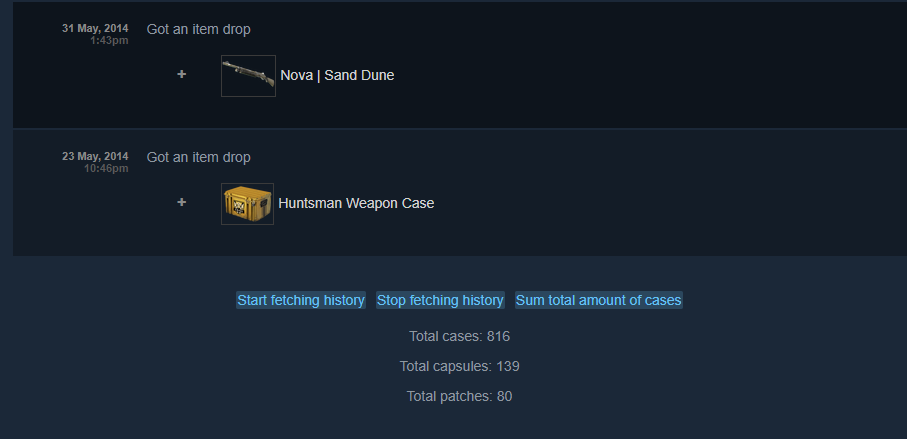 31 May, 2014 Got an item drop
1:43pm
+ Nova | Sand Dune
23 May, 2014 Got an item drop
10:46pm
+ Huntsman Weapon Case
Start fetching history Stop fetching history Sum total amount of cases
Total cases: 816
Total capsules: 139
Total patches: 80